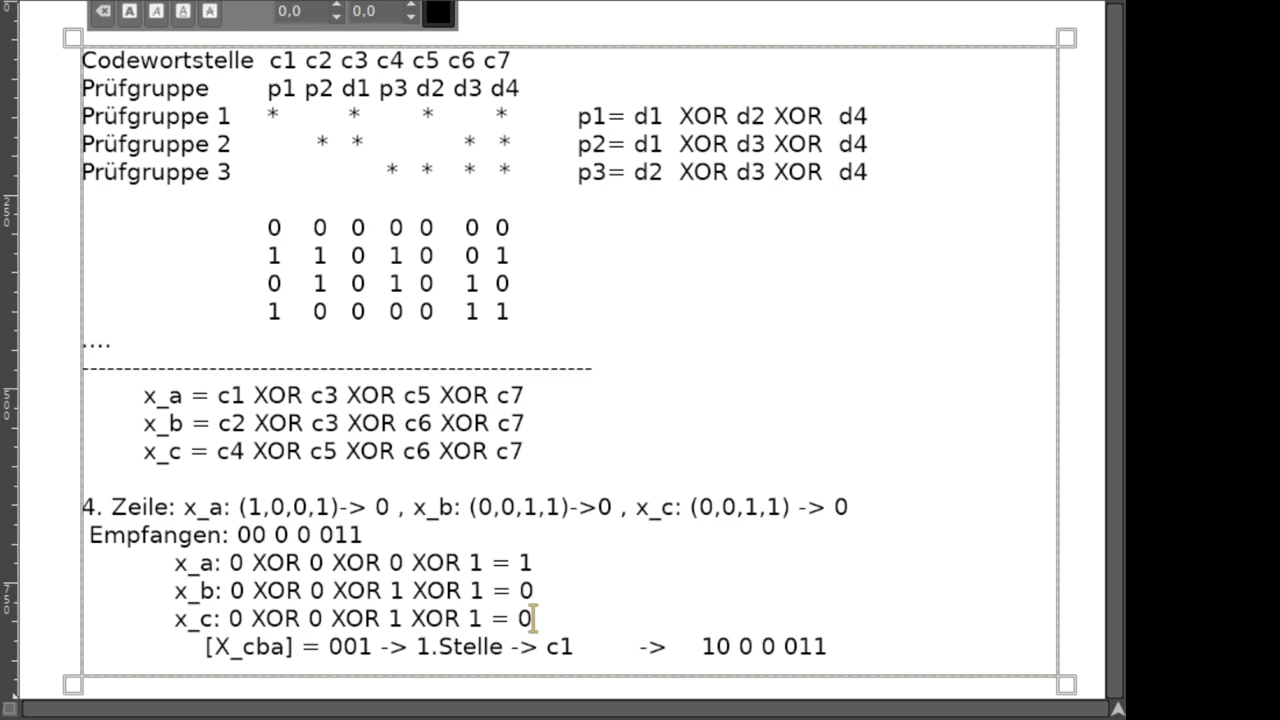 0,0 0,0
Codewortstelle c1 c2 c3 c4 c5 c6 c7
Prüfgruppe p1 p2 d1 p3 d2 d3 d4
Prüfgruppe 1 * * * * p1= d1 XOR d2 XOR d4
Prüfgruppe 2 * * * * p2= d1 XOR d3 XOR d4
Prüfgruppe 3 * * * * p3= d2 XOR d3 XOR d4
0 0 0 0 0 0 0
1 1 0 1 0 0 1
0 1 0 1 0 1 0
1 0 0 0 0 1 1
....
--------------------------------------------------------------
x_a = c1 XOR c3 XOR c5 XOR c7
x_b = c2 XOR c3 XOR c6 XOR c7
x_c = c4 XOR c5 XOR c6 XOR c7
4. Zeile: x_a: (1,0,0,1)-> 0 , x_b: (0,0,1,1)->0 , x_c: (0,0,1,1) -> 0
Empfangen: 00 0 0 011
x_a: 0 XOR 0 XOR 0 XOR 1 = 1
x_b: 0 XOR 0 XOR 1 XOR 1 = 0
x_c: 0 XOR 0 XOR 1 XOR 1 = 0
[X_cba] = 001 -> 1.Stelle -> c1 -> 10 0 0 011